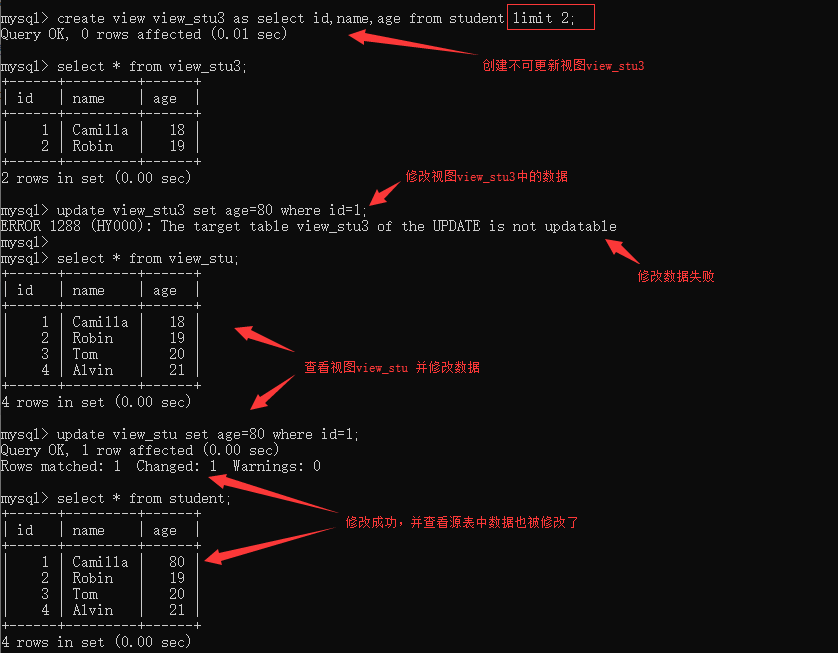 mysql> create view view_stu3 as select id,name,age from student limit 2;
Query OK, 0 rows affected (0.01 sec)
创建不可更新视图view_stu3
mysql> select * from view_stu3;
+------+---------+------+
| id | name | age |
+------+---------+------+
| 1 | Camilla | 18 |
| 2 | Robin | 19 |
+------+---------+------+
2 rows in set (0.00 sec)
修改视图view_stu3中的数据
mysql> update view_stu3 set age=80 where id=1;
ERROR 1288 (HY000): The target table view_stu3 of the UPDATE is not updatable
mysql>
mysql> select * from view_stu;
修改数据失败
+------+---------+------+
| id | name | age |
+------+---------+------+
| 1 | Camilla | 18 |
| 2 | Robin | 19 |
| 3 | Tom | 20 |
| 4 | Alvin | 21 |
+------+---------+------+
查看视图view_stu 并修改数据
4 rows in set (0.00 sec)
mysql> update view_stu set age=80 where id=1;
Query OK, 1 row affected (0.00 sec)
Rows matched: 1 Changed: 1 Warnings: 0
mysql> select * from student;
+------+---------+------+
| id | name | age |
+------+---------+------+
修改成功，并查看源表中数据也被修改了
| 1 | Camilla | 80 |
| 2 | Robin | 19 |
| 3 | Tom | 20 |
| 4 | Alvin | 21 |
+------+---------+------+
4 rows in set (0.00 sec)